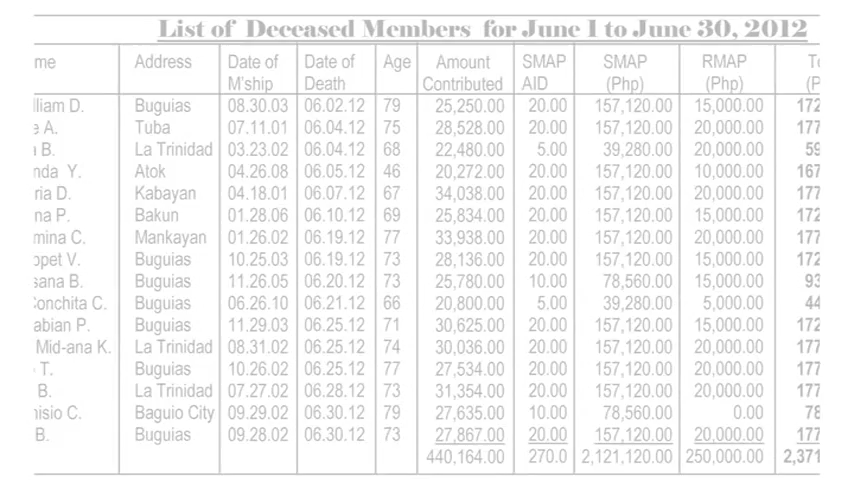 List of Deceased Members for June 1 to June 30, 2012
me Address Date of M'ship Date of Death Age Amount Contributed SMAP AID SMAP (Php) RMAP (Php) To (P
lliam D. Buguias 08.30.03 06.02.12 79 25,250.00 20.00 157,120.00 15,000.00 172
e A. Tuba 07.11.01 06.04.12 75 28,528.00 20.00 157,120.00 20,000.00 177
a B. La Trinidad 03.23.02 06.04.12 68 22,480.00 5.00 39,280.00 20,000.00 59
nda Y. Atok 04.26.08 06.05.12 46 20,272.00 20.00 157,120.00 10,000.00 167
ria D. Kabayan 04.18.01 06.07.12 67 34,038.00 20.00 157,120.00 20,000.00 177
na P. Bakun 01.28.06 06.10.12 69 25,834.00 20.00 157,120.00 15,000.00 172
mina C. Mankayan 01.26.02 06.19.12 77 33,938.00 20.00 157,120.00 20,000.00 177
ppet V. Buguias 10.25.03 06.19.12 73 28,136.00 20.00 157,120.00 15,000.00 172
sana B. Buguias 11.26.05 06.20.12 73 25,780.00 10.00 78,560.00 15,000.00 93
Conchita C. Buguias 06.26.10 06.21.12 66 20,800.00 5.00 39,280.00 5,000.00 44
abian P. Buguias 11.29.03 06.25.12 71 30,625.00 20.00 157,120.00 15,000.00 172
Mid-ana K. La Trinidad 08.31.02 06.25.12 74 30,036.00 20.00 157,120.00 20,000.00 177
T. Buguias 10.26.02 06.25.12 77 27,534.00 20.00 157,120.00 20,000.00 177
B. La Trinidad 07.27.02 06.28.12 73 31,354.00 20.00 157,120.00 20,000.00 177
nisio C. Baguio City 09.29.02 06.30.12 79 27,635.00 10.00 78,560.00 0.00 78
B. Buguias 09.28.02 06.30.12 73 27,867.00 20.00 157,120.00 20,000.00 177
440,164.00 270.0 2,121,120.00 250,000.00 2,371